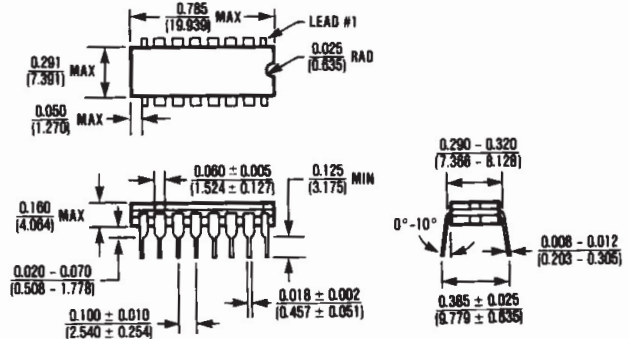 0.785
(19.939) MAX
LEAD #1
0.025
(0.635) RAD
0.291
(7.391) MAX
0.050
(1.270) MAX
0.060 ± 0.005
(1.524 ± 0.127)
0.125
(3.175) MIN
0.290 - 0.320
(7.366 - 8.128)
0.160
(4.064) MAX
0°-10°
0.008 - 0.012
(0.203 - 0.305)
0.020 - 0.070
(0.508 - 1.778)
0.018 ± 0.002
(0.457 ± 0.051)
0.100 ± 0.010
(2.540 ± 0.254)
0.385 ± 0.025
(9.779 ± 0.635)